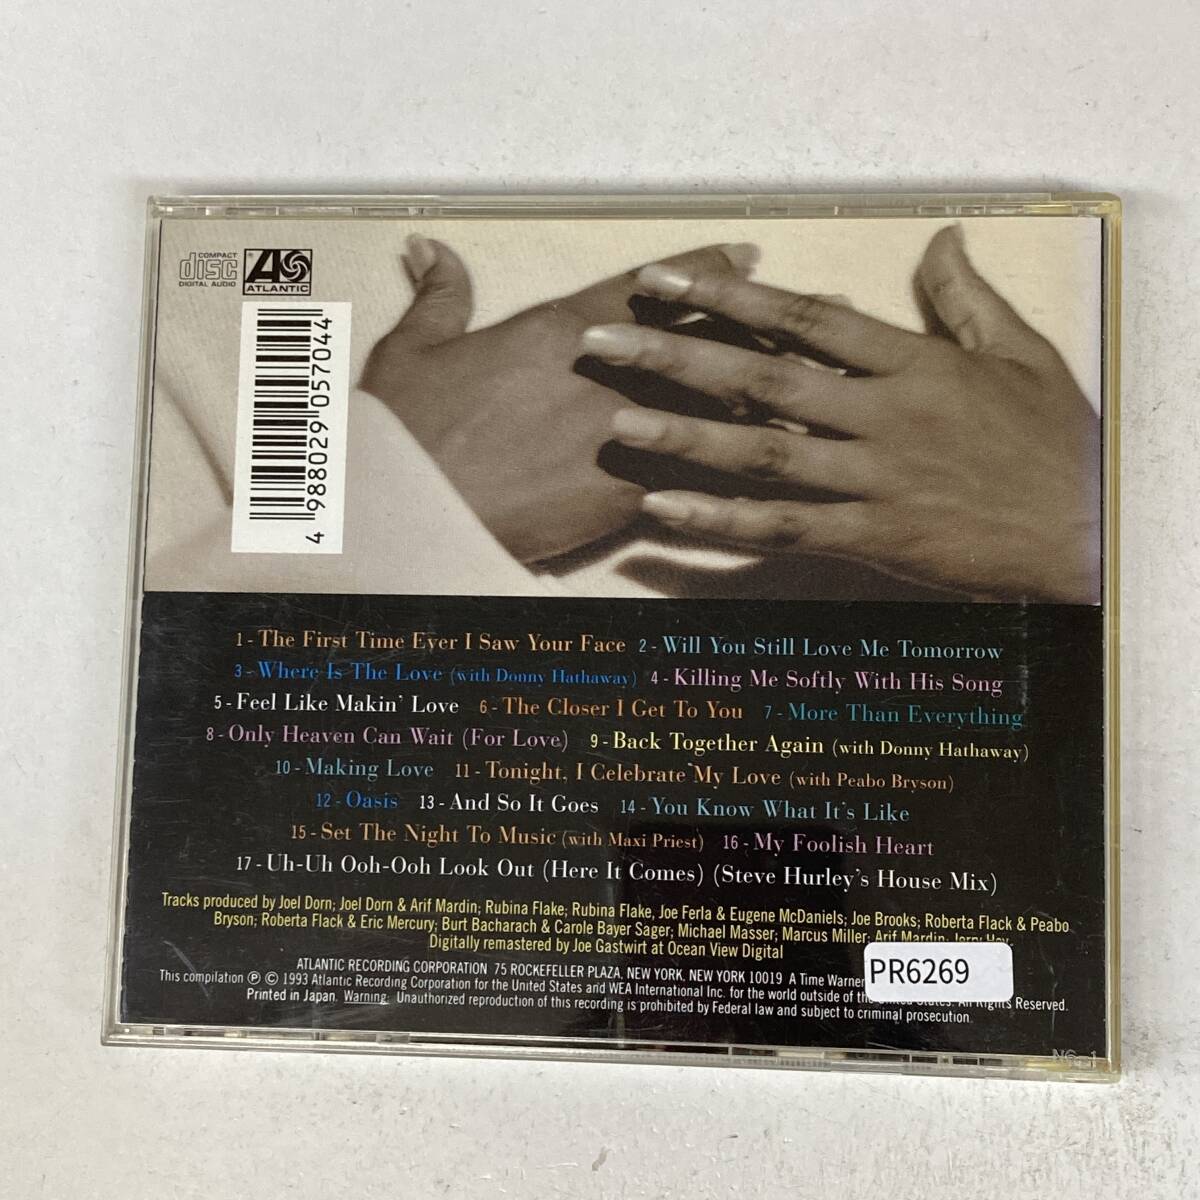 COMPACT
disc
DIGITAL AUDIO
ATLANTIC
4 988029 057044
1 - The First Time Ever I Saw Your Face 2 - Will You Still Love Me Tomorrow
3 - Where Is The Love (with Donny Hathaway) 4 - Killing Me Softly With His Song
5 - Feel Like Makin' Love 6 - The Closer I Get To You 7 - More Than Everything
8 - Only Heaven Can Wait (For Love) 9 - Back Together Again (with Donny Hathaway)
10 - Making Love 11 - Tonight, I Celebrate My Love (with Peabo Bryson)
12 - Oasis 13 - And So It Goes 14 - You Know What It's Like
15 - Set The Night To Music (with Maxi Priest) 16 - My Foolish Heart
17 - Uh-Uh Ooh-Ooh Look Out (Here It Comes) (Steve Hurley's House Mix)
Tracks produced by Joel Dorn; Joel Dorn & Arif Mardin; Rubina Flake; Rubina Flake, Joe Ferla & Eugene McDaniels; Joe Brooks; Roberta Flack & Peabo
Bryson; Roberta Flack & Eric Mercury; Burt Bacharach & Carole Bayer Sager; Michael Masser; Marcus Miller; Arif Mardin; Jerry Hey.
Digitally remastered by Joe Gastwirt at Ocean View Digital
ATLANTIC RECORDING CORPORATION 75 ROCKEFELLER PLAZA, NEW YORK, NEW YORK 10019 A Time Warner
This compilation ℗ © 1993 Atlantic Recording Corporation for the United States and WEA International Inc. for the world outside of the United States. All Rights Reserved.
Printed in Japan. Warning: Unauthorized reproduction of this recording is prohibited by Federal law and subject to criminal prosecution.
PR6269